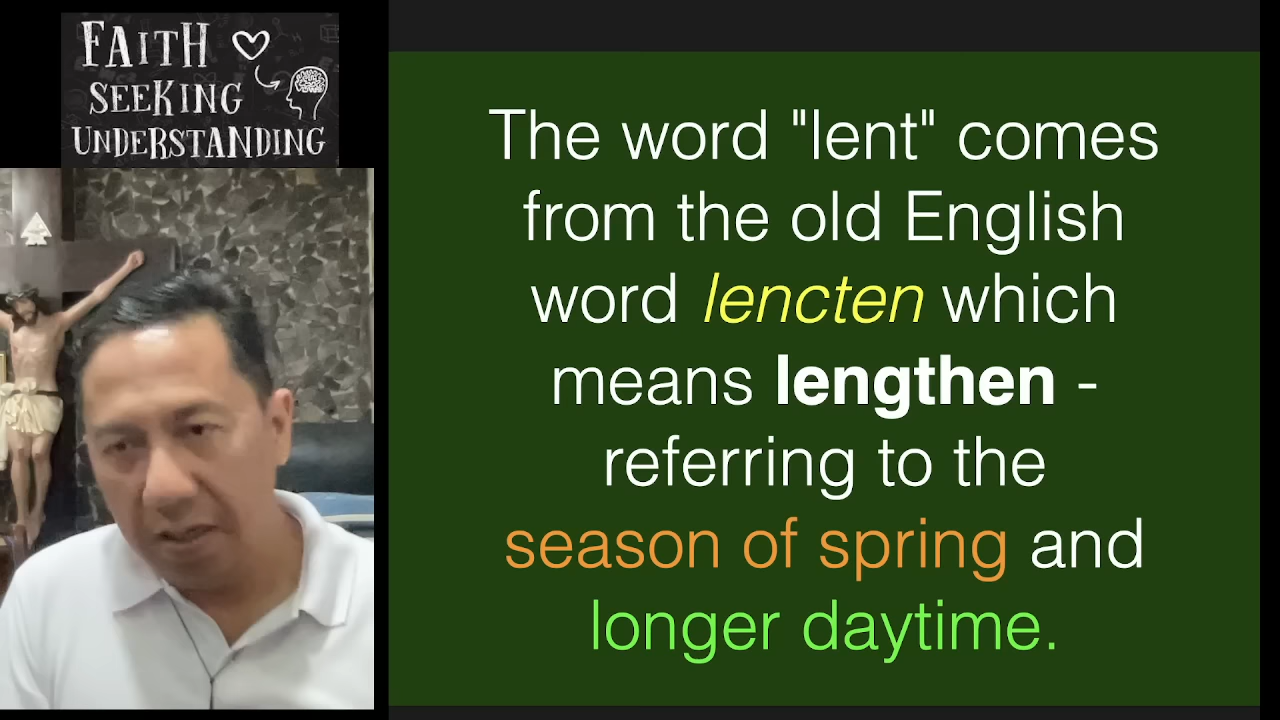 FAITH
SEEKING
UNDERSTANDING
The word "lent" comes
from the old English
word lencten which
means lengthen -
referring to the
season of spring and
longer daytime.